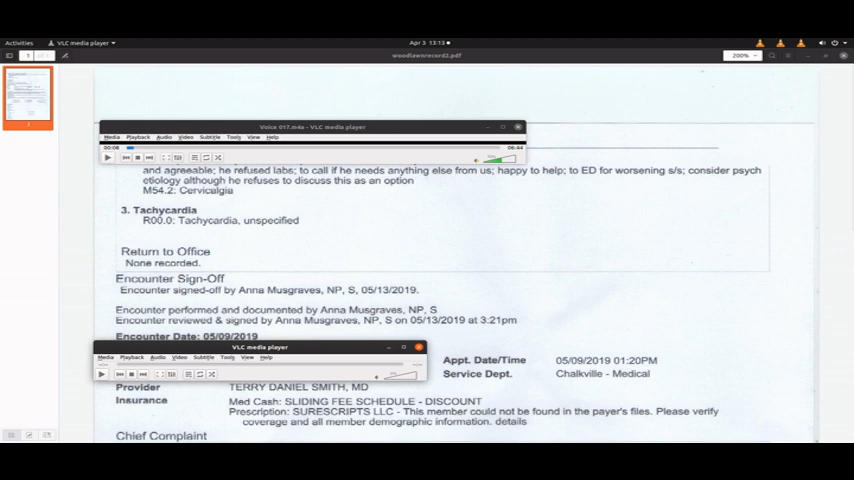 Activities VLC media player Apr 3 13:13
1 woodlawnrecord2.pdf 200%
Voice 017.m4a - VLC media player
Media Playback Audio Video Subtitle Tools View Help
00:06 06:44
and agreeable; he refused labs; to call if he needs anything else from us; happy to help; to ED for worsening s/s; consider psych
etiology although he refuses to discuss this as an option
M54.2: Cervicalgia
3. Tachycardia
R00.0: Tachycardia, unspecified
Return to Office
None recorded.
Encounter Sign-Off
Encounter signed-off by Anna Musgraves, NP, S, 05/13/2019.
Encounter performed and documented by Anna Musgraves, NP, S
Encounter reviewed & signed by Anna Musgraves, NP, S on 05/13/2019 at 3:21pm
Encounter Date: 05/09/2019
VLC media player
Media Playback Audio Video Subtitle Tools View Help
Appt. Date/Time 05/09/2019 01:20PM
Service Dept. Chalkville - Medical
Provider TERRY DANIEL SMITH, MD
Insurance Med Cash: SLIDING FEE SCHEDULE - DISCOUNT
Prescription: SURESCRIPTS LLC - This member could not be found in the payer's files. Please verify
coverage and all member demographic information. details
Chief Complaint